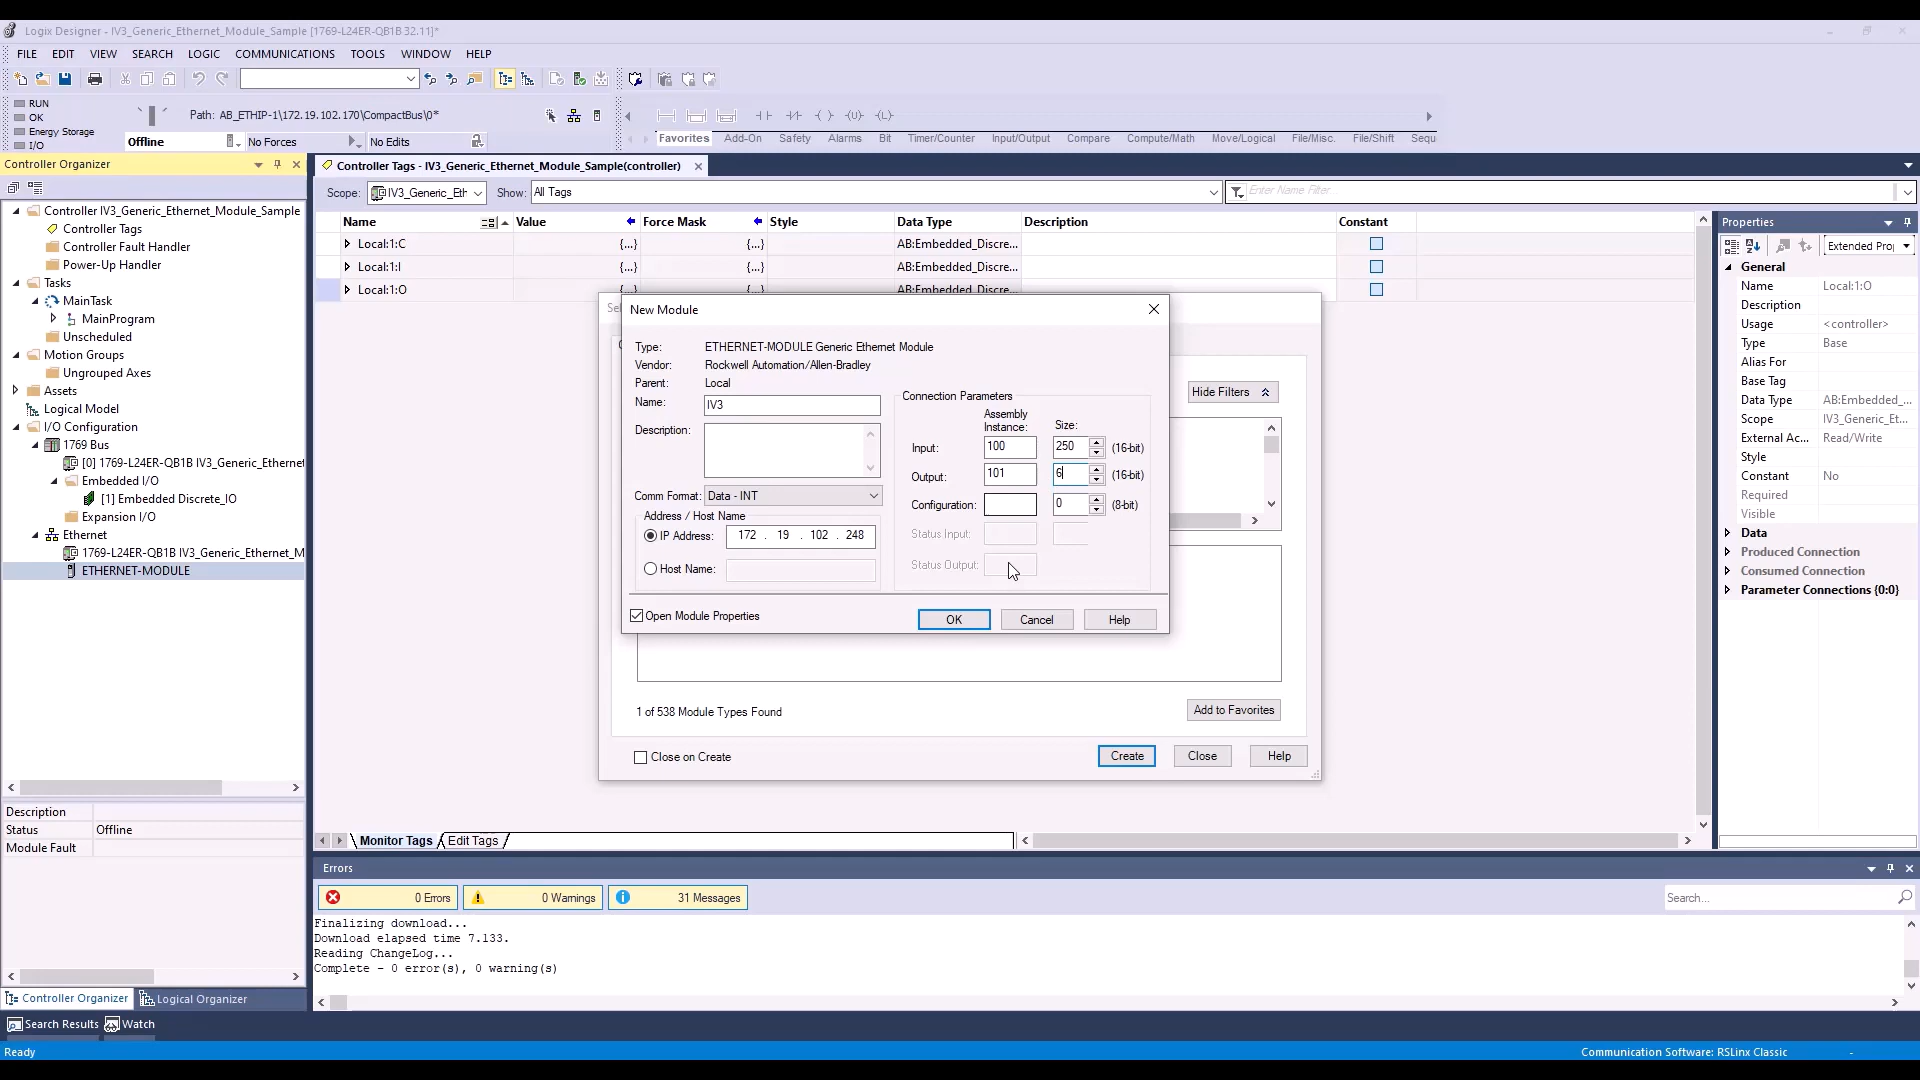 Logix Designer - IV3_Generic_Ethernet_Module_Sample [1769-L24ER-QB1B 32.11]*
FILE EDIT VIEW SEARCH LOGIC COMMUNICATIONS TOOLS WINDOW HELP
RUN
OK
Energy Storage
I/O
Path: AB_ETHIP-1\172.19.102.170\CompactBus\0*
Offline No Forces No Edits
Favorites Add-On Safety Alarms Bit Timer/Counter Input/Output Compare Compute/Math Move/Logical File/Misc. File/Shift Sequ
Controller Organizer
Controller IV3_Generic_Ethernet_Module_Sample
Controller Tags
Controller Fault Handler
Power-Up Handler
Tasks
MainTask
MainProgram
Unscheduled
Motion Groups
Ungrouped Axes
Assets
Logical Model
I/O Configuration
1769 Bus
[0] 1769-L24ER-QB1B IV3_Generic_Ethernet
Embedded I/O
[1] Embedded Discrete_IO
Expansion I/O
Ethernet
1769-L24ER-QB1B IV3_Generic_Ethernet_M
ETHERNET-MODULE
Description
Status Offline
Module Fault
Controller Organizer Logical Organizer
Controller Tags - IV3_Generic_Ethernet_Module_Sample(controller)
Scope: IV3_Generic_Eth Show: All Tags Enter Name Filter...
Name Value Force Mask Style Data Type Description Constant
Local:1:C {...} {...} AB:Embedded_Discre...
Local:1:I {...} {...} AB:Embedded_Discre...
Local:1:O {...} {...} AB:Embedded_Discre...
New Module
Type: ETHERNET-MODULE Generic Ethernet Module
Vendor: Rockwell Automation/Allen-Bradley
Parent: Local
Name: IV3
Description:
Comm Format: Data - INT
Address / Host Name
IP Address: 172 . 19 . 102 . 248
Host Name:
Connection Parameters
Assembly Instance: Size:
Input: 100 250 (16-bit)
Output: 101 6 (16-bit)
Configuration: 0 (8-bit)
Status Input:
Status Output:
Open Module Properties
OK Cancel Help
Hide Filters
1 of 538 Module Types Found
Add to Favorites
Close on Create
Create Close Help
Monitor Tags Edit Tags
Properties
Extended Proj
General
Name Local:1:O
Description
Usage <controller>
Type Base
Alias For
Base Tag
Data Type AB:Embedded_...
Scope IV3_Generic_Et...
External Ac... Read/Write
Style
Constant No
Required
Visible
Data
Produced Connection
Consumed Connection
Parameter Connections {0:0}
Errors
0 Errors 0 Warnings 31 Messages Search...
Finalizing download...
Download elapsed time 7.133.
Reading ChangeLog...
Complete - 0 error(s), 0 warning(s)
Search Results Watch
Ready Communication Software: RSLinx Classic